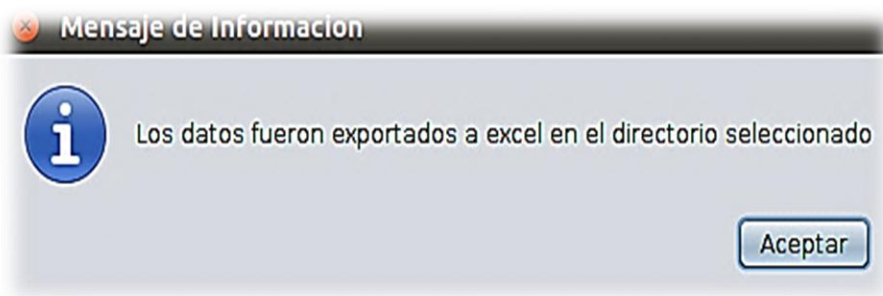 Mensaje de Informacion
Los datos fueron exportados a excel en el directorio seleccionado
Aceptar